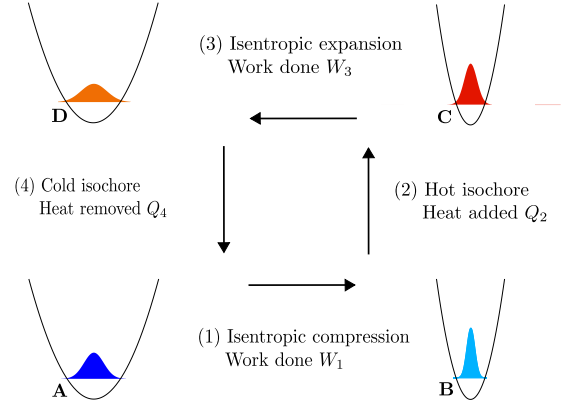 (3) Isentropic expansion
Work done W₃
D
C
(4) Cold isochore
Heat removed Q₄
(2) Hot isochore
Heat added Q₂
(1) Isentropic compression
Work done W₁
A
B